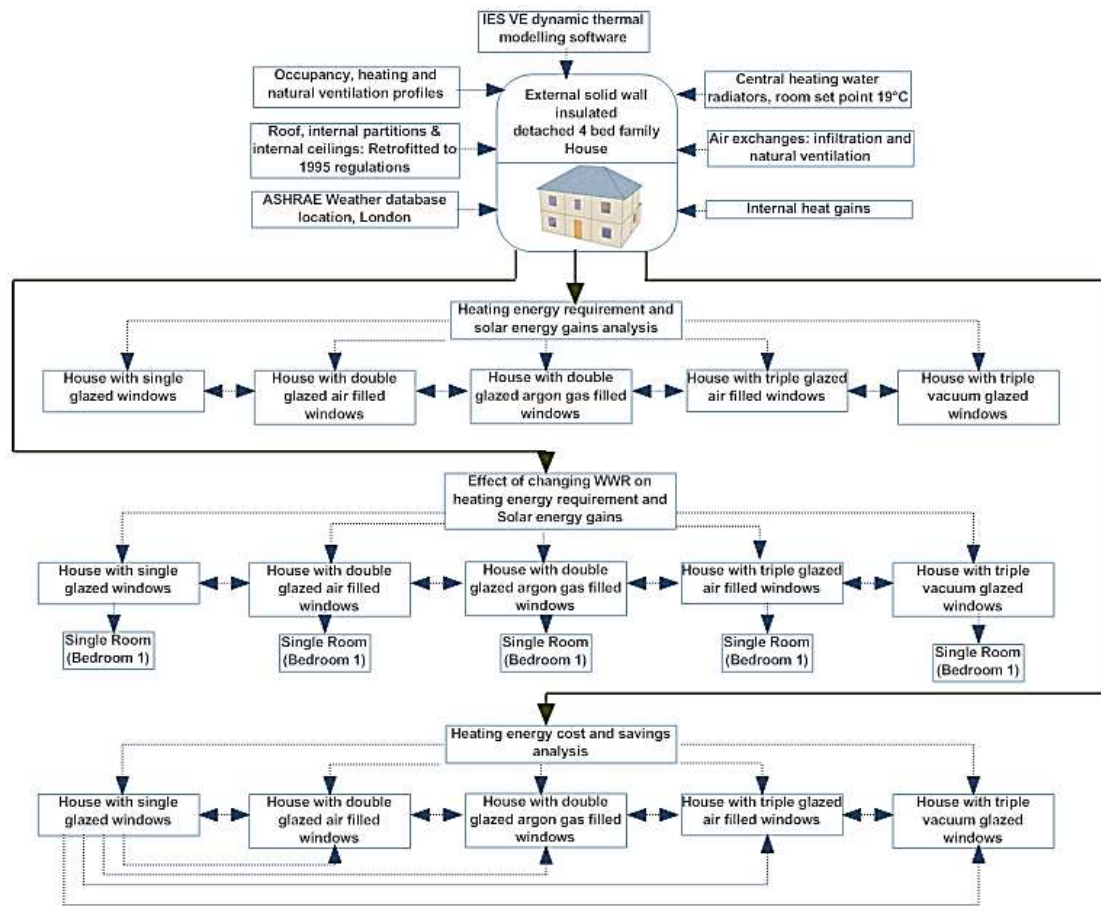 IES VE dynamic thermal
modelling software
Occupancy, heating and
natural ventilation profiles
External solid wall
insulated
detached 4 bed family
House
Central heating water
radiators, room set point 19°C
Roof, internal partitions &
internal ceilings: Retrofitted to
1995 regulations
Air exchanges: infiltration and
natural ventilation
ASHRAE Weather database
location, London
Internal heat gains
Heating energy requirement and
solar energy gains analysis
House with single
glazed windows
House with double
glazed air filled
windows
House with double
glazed argon gas filled
windows
House with triple glazed
air filled windows
House with triple
vacuum glazed
windows
Effect of changing WWR on
heating energy requirement and
Solar energy gains
House with single
glazed windows
House with double
glazed air filled
windows
House with double
glazed argon gas filled
windows
House with triple glazed
air filled windows
House with triple
vacuum glazed
windows
Single Room
(Bedroom 1)
Single Room
(Bedroom 1)
Single Room
(Bedroom 1)
Single Room
(Bedroom 1)
Single Room
(Bedroom 1)
Heating energy cost and savings
analysis
House with single
glazed windows
House with double
glazed air filled
windows
House with double
glazed argon gas filled
windows
House with triple glazed
air filled windows
House with triple
vacuum glazed
windows